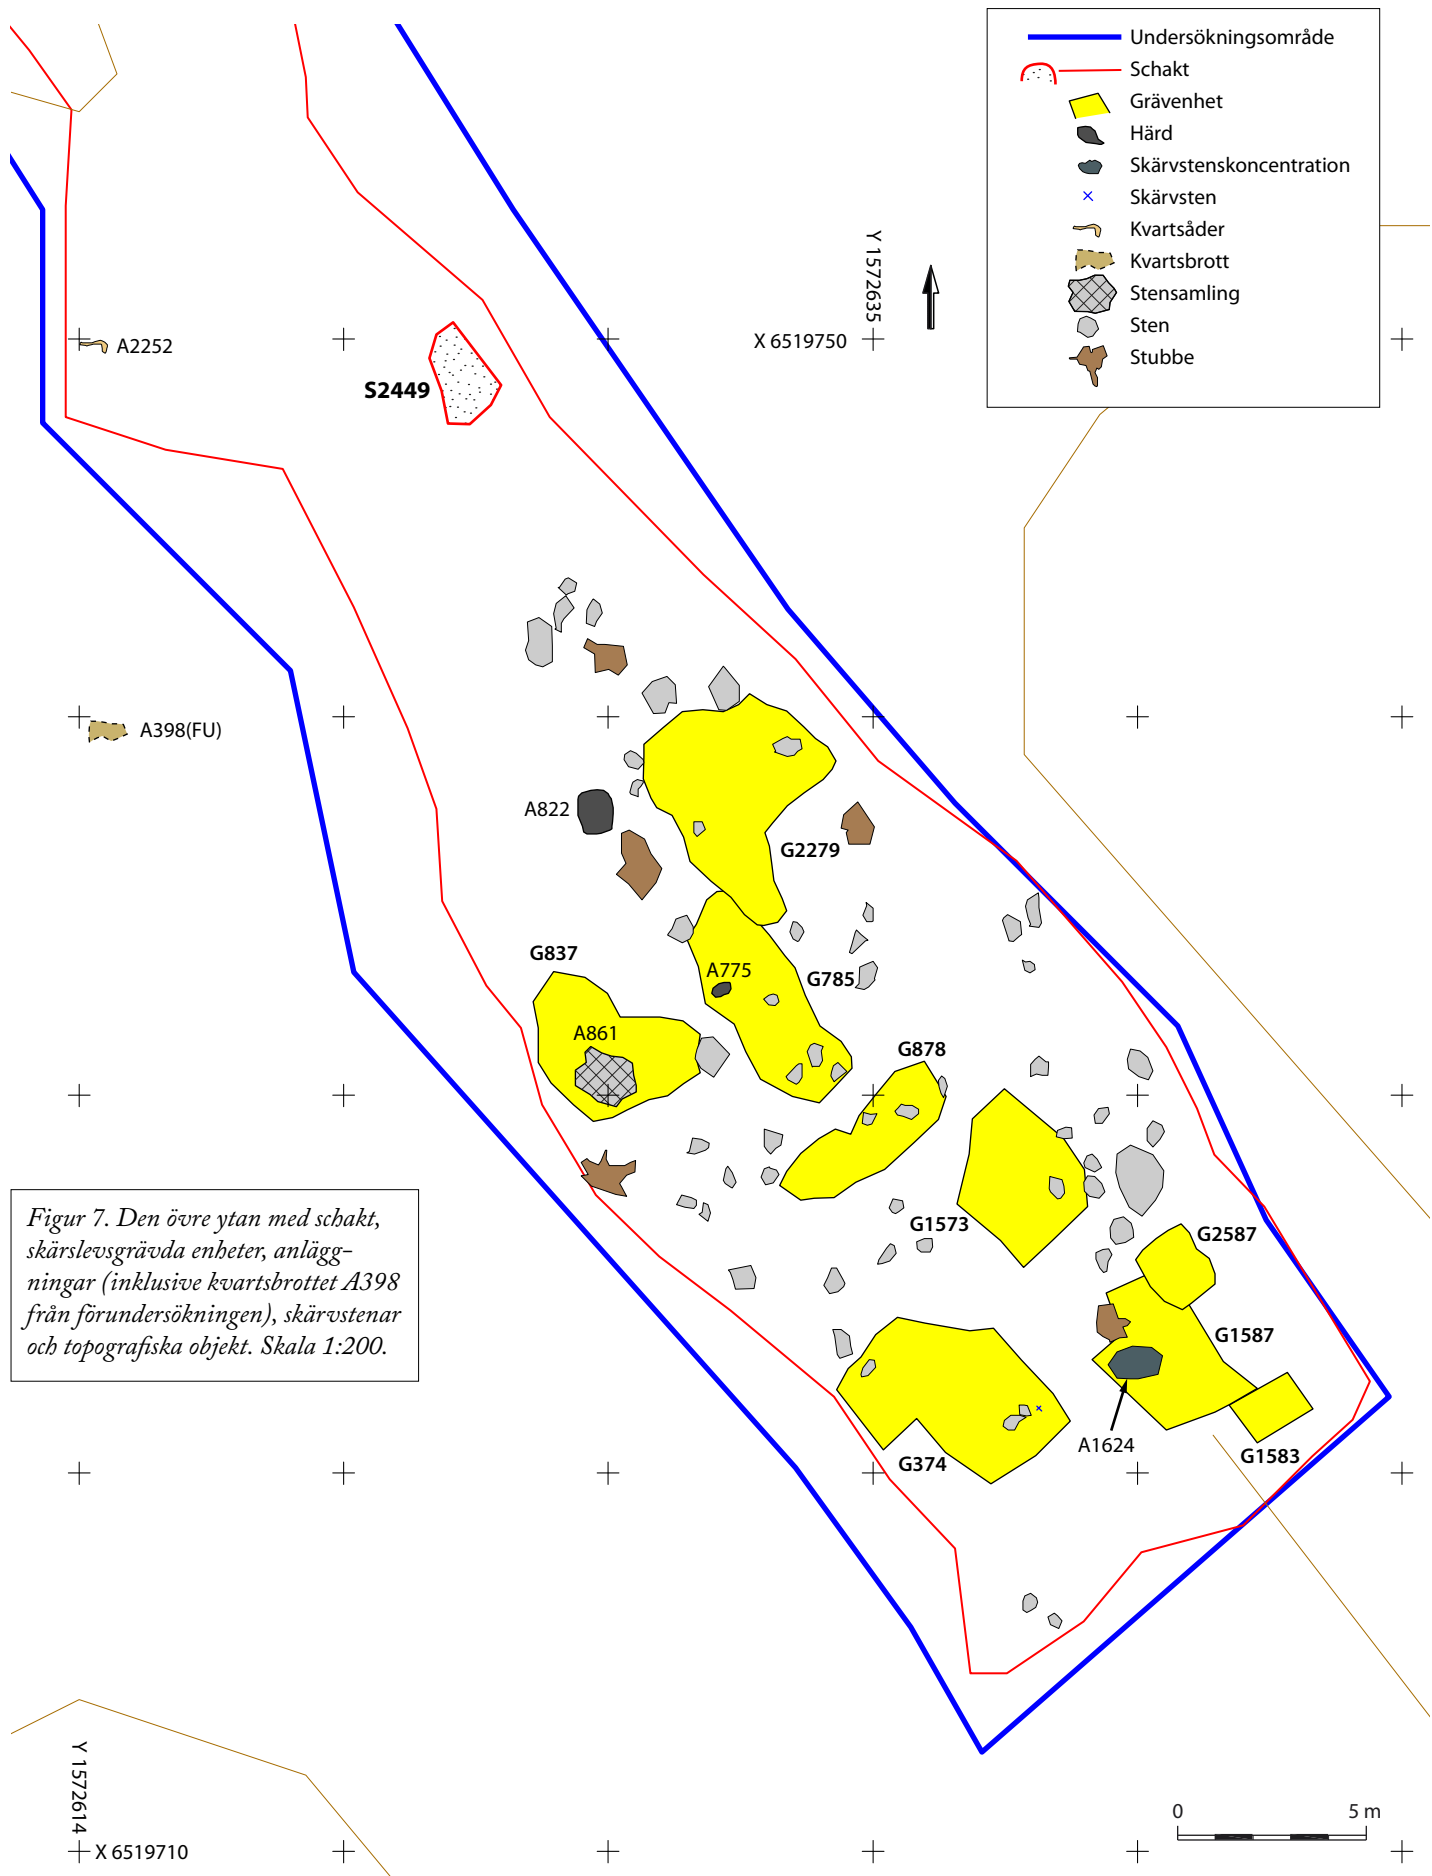 Undersökningsområde
Schakt
Grävenhet
Härd
Skärvstenskoncentration
Skärvsten
Kvartsåder
Kvartsbrott
Stensamling
Sten
Stubbe
Y 1572635
X 6519750
A2252
S2449
A398(FU)
A822
G2279
G837
A775
G785
A861
G878
G1573
G2587
G1587
A1624
G374
G1583
Figur 7. Den övre ytan med schakt,
skärslevsgrävda enheter, anlägg-
ningar (inklusive kvartsbrottet A398
från förundersökningen), skärvstenar
och topografiska objekt. Skala 1:200.
Y 1572614
X 6519710
0 5 m